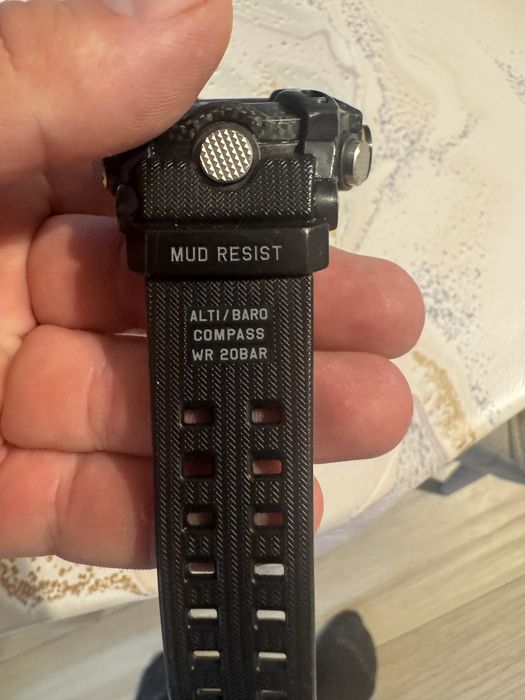 MUD RESIST
ALTI/BARO
COMPASS
WR 20BAR